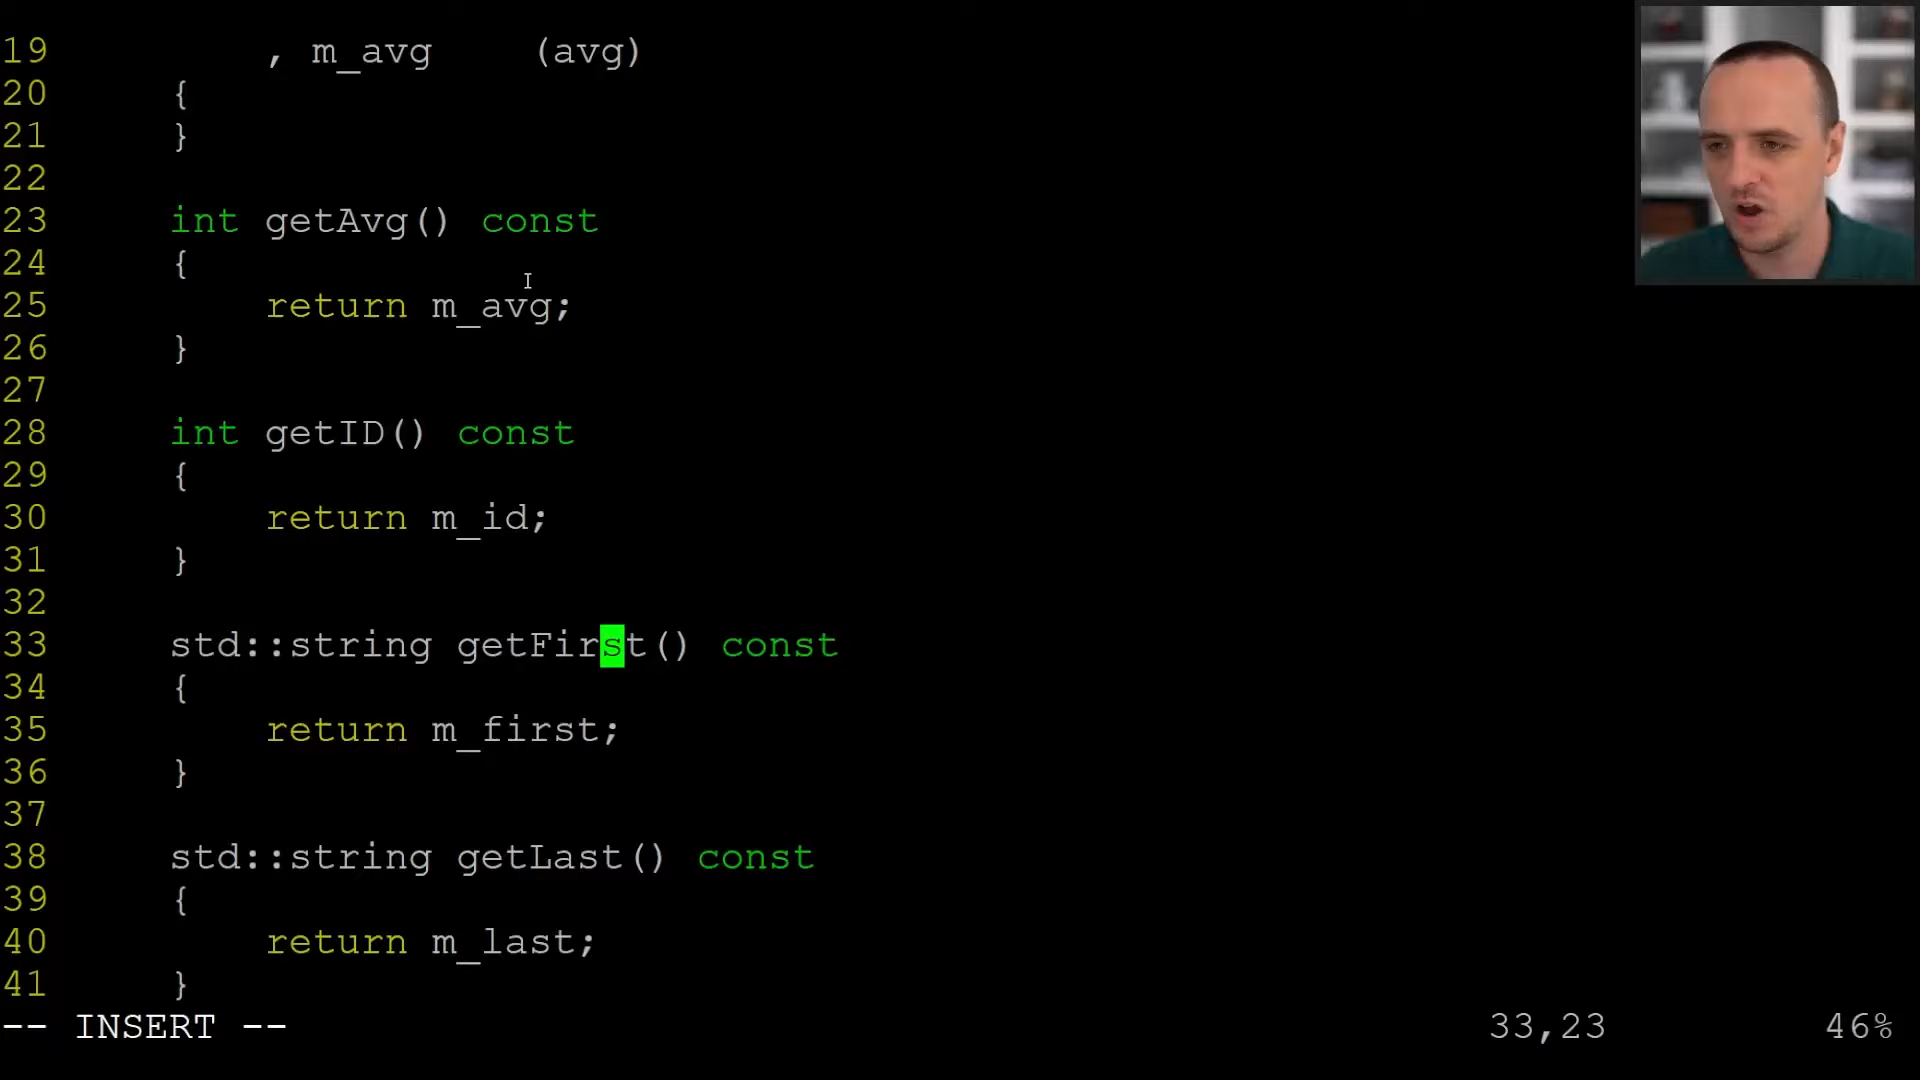 19         , m_avg    (avg)
20     {
21     }
22
23     int getAvg() const
24     {
25         return m_avg;
26     }
27
28     int getID() const
29     {
30         return m_id;
31     }
32
33     std::string getFirst() const
34     {
35         return m_first;
36     }
37
38     std::string getLast() const
39     {
40         return m_last;
41     }
-- INSERT -- 33,23 46%